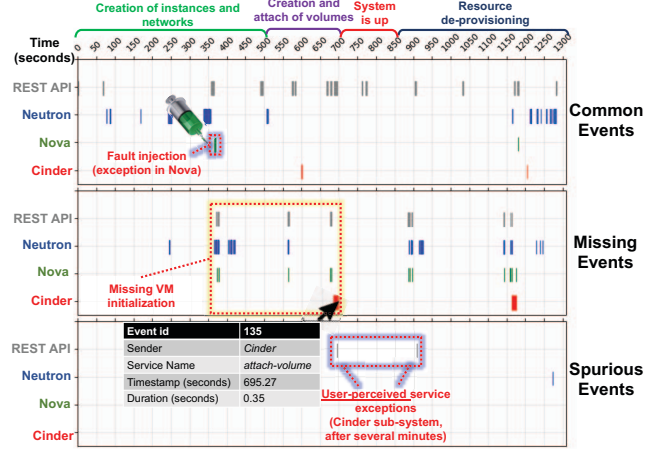 Creation of instances and
networks
Creation and
attach of volumes
System
is up
Resource
de-provisioning
Time
(seconds)
0 50 100 150 200 250 300 350 400 450 500 550 600 650 700 750 800 850 900 950 1000 1050 1100 1150 1200 1250 1300
REST API
Neutron
Nova
Cinder
Fault injection
(exception in Nova)
Common
Events
REST API
Neutron
Nova
Cinder
Missing VM
initialization
Missing
Events
REST API
Neutron
Nova
Cinder
Event id 135
Sender Cinder
Service Name attach-volume
Timestamp (seconds) 695.27
Duration (seconds) 0.35
User-perceived service
exceptions
(Cinder sub-system,
after several minutes)
Spurious
Events